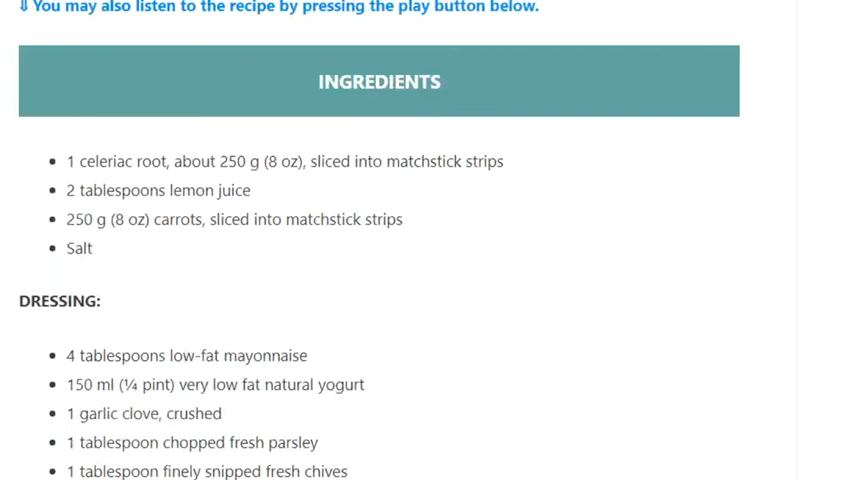 ⇓ You may also listen to the recipe by pressing the play button below.
INGREDIENTS
• 1 celeriac root, about 250 g (8 oz), sliced into matchstick strips
• 2 tablespoons lemon juice
• 250 g (8 oz) carrots, sliced into matchstick strips
• Salt
DRESSING:
• 4 tablespoons low-fat mayonnaise
• 150 ml (¼ pint) very low fat natural yogurt
• 1 garlic clove, crushed
• 1 tablespoon chopped fresh parsley
• 1 tablespoon finely snipped fresh chives